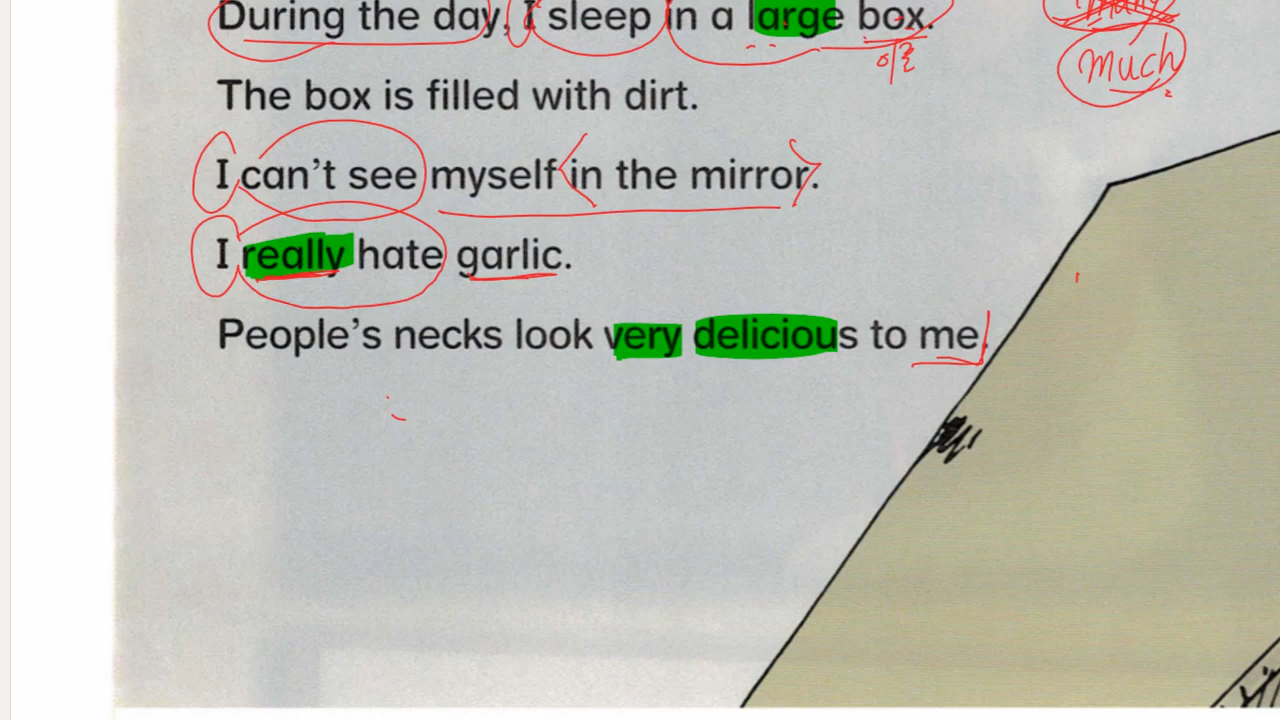 During the day, I sleep in a large box.
many
much
The box is filled with dirt.
I can't see myself in the mirror.
I really hate garlic.
People's necks look very delicious to me.